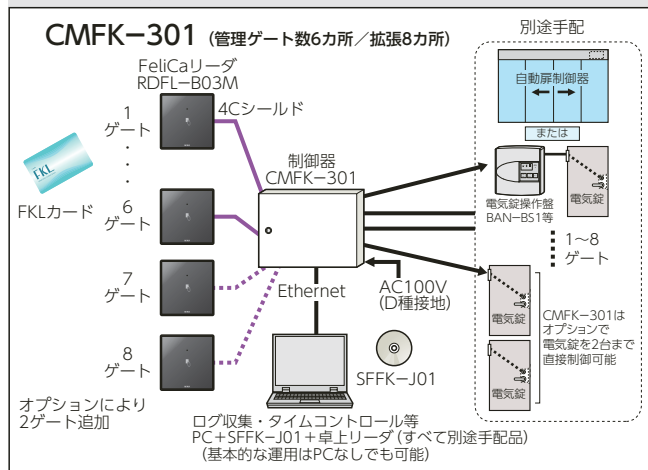 CMFK−301 (管理ゲート数6カ所／拡張8カ所)
別途手配
FeliCaリーダ
RDFL−B03M
4Cシールド
1
ゲート
・
・
・
6
ゲート
7
ゲート
8
ゲート
FKL
FKLカード
オプションにより
2ゲート追加
制御器
CMFK−301
Ethernet
AC100V
(D種接地)
SFFK−J01
ログ収集・タイムコントロール等
PC＋SFFK−J01＋卓上リーダ (すべて別途手配品)
(基本的な運用はPCなしでも可能)
自動扉制御器
または
電気錠操作盤
BAN−BS1等
電気錠
1〜8
ゲート
電気錠
電気錠
CMFK−301は
オプションで
電気錠を2台まで
直接制御可能